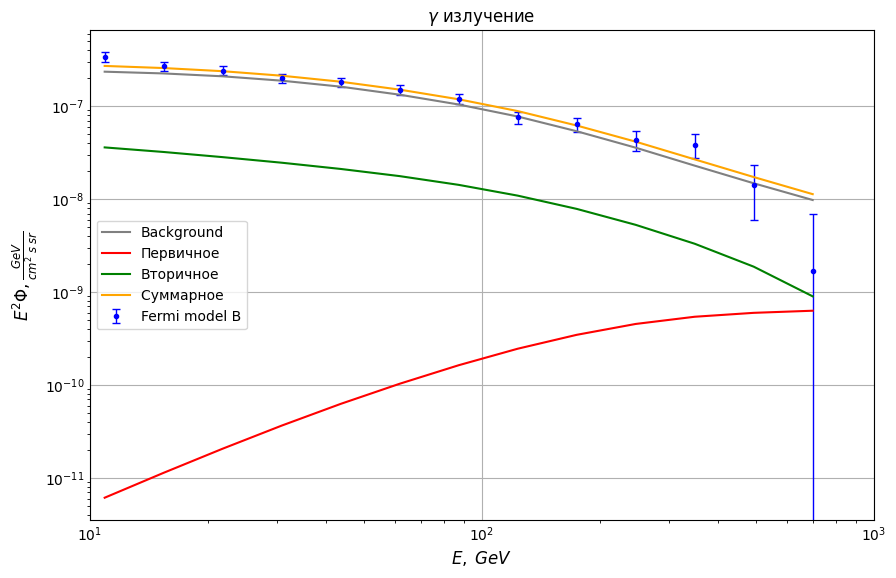 γ излучение
E²Φ, GeV / cm² s sr
10⁻⁷
10⁻⁸
10⁻⁹
10⁻¹⁰
10⁻¹¹
Background
Первичное
Вторичное
Суммарное
Fermi model B
10¹
10²
10³
E, GeV